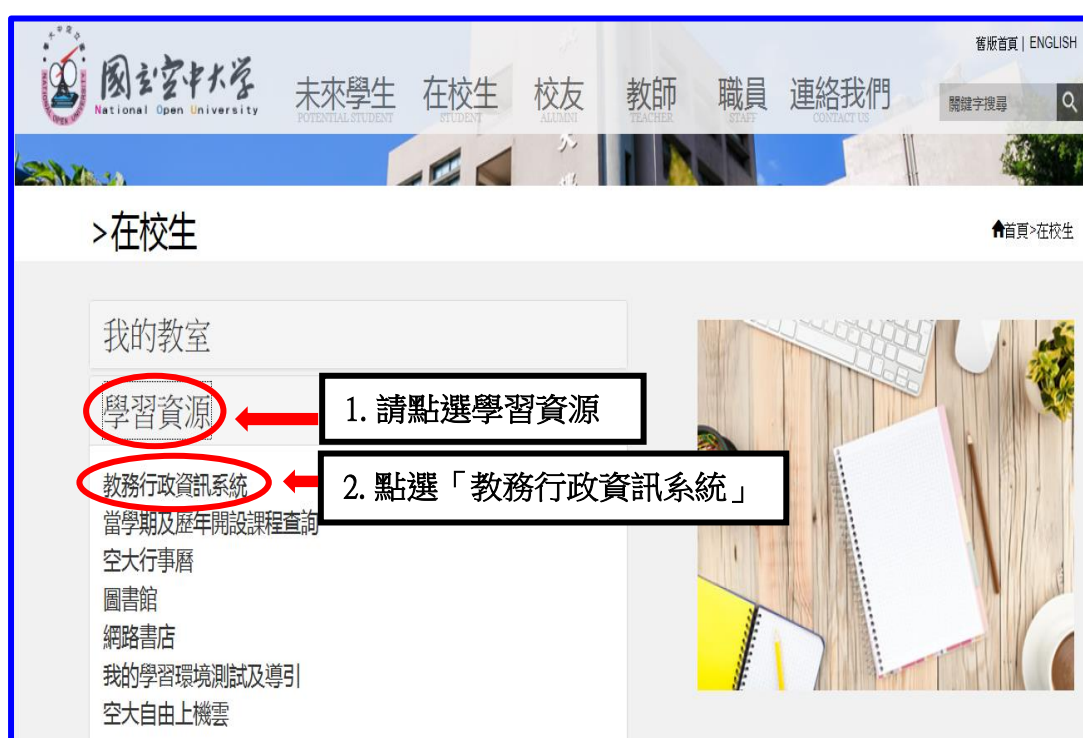 舊版首頁 | ENGLISH
國立空中大學
National Open University
未來學生 在校生 校友 教師 職員 連絡我們
POTENTIAL STUDENT STUDENT ALUMNI TEACHER STAFF CONTACT US
關鍵字搜尋
>在校生
首頁>在校生
我的教室
學習資源
1. 請點選學習資源
教務行政資訊系統
2. 點選「教務行政資訊系統」
當學期及歷年開設課程查詢
空大行事曆
圖書館
網路書店
我的學習環境測試及導引
空大自由上機雲